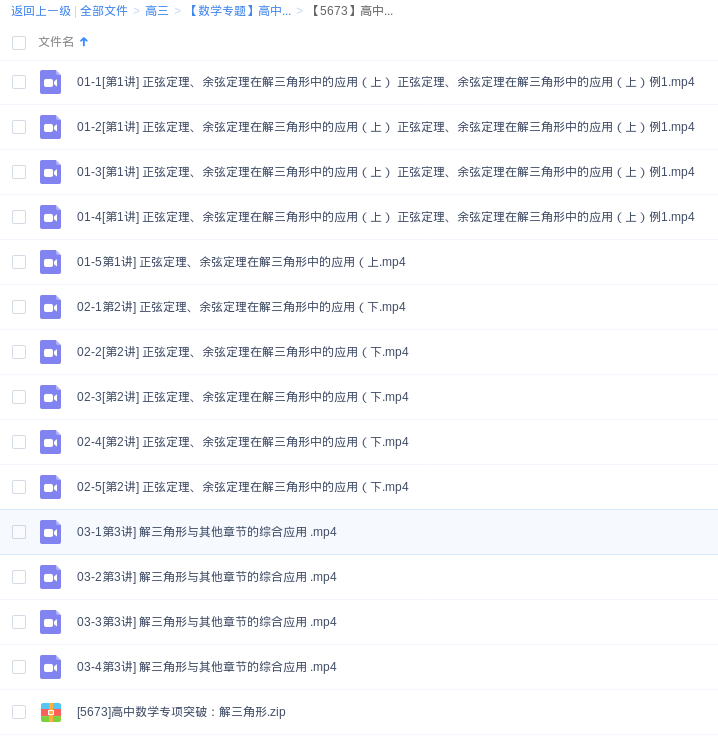 返回上一级 | 全部文件 > 高三 > 【数学专题】高中... > 【5673】高中...
文件名
01-1[第1讲] 正弦定理、余弦定理在解三角形中的应用（上） 正弦定理、余弦定理在解三角形中的应用（上）例1.mp4
01-2[第1讲] 正弦定理、余弦定理在解三角形中的应用（上） 正弦定理、余弦定理在解三角形中的应用（上）例1.mp4
01-3[第1讲] 正弦定理、余弦定理在解三角形中的应用（上） 正弦定理、余弦定理在解三角形中的应用（上）例1.mp4
01-4[第1讲] 正弦定理、余弦定理在解三角形中的应用（上） 正弦定理、余弦定理在解三角形中的应用（上）例1.mp4
01-5第1讲] 正弦定理、余弦定理在解三角形中的应用（上.mp4
02-1第2讲] 正弦定理、余弦定理在解三角形中的应用（下.mp4
02-2[第2讲] 正弦定理、余弦定理在解三角形中的应用（下.mp4
02-3[第2讲] 正弦定理、余弦定理在解三角形中的应用（下.mp4
02-4[第2讲] 正弦定理、余弦定理在解三角形中的应用（下.mp4
02-5[第2讲] 正弦定理、余弦定理在解三角形中的应用（下.mp4
03-1第3讲] 解三角形与其他章节的综合应用 .mp4
03-2第3讲] 解三角形与其他章节的综合应用 .mp4
03-3第3讲] 解三角形与其他章节的综合应用 .mp4
03-4第3讲] 解三角形与其他章节的综合应用 .mp4
[5673]高中数学专项突破：解三角形.zip